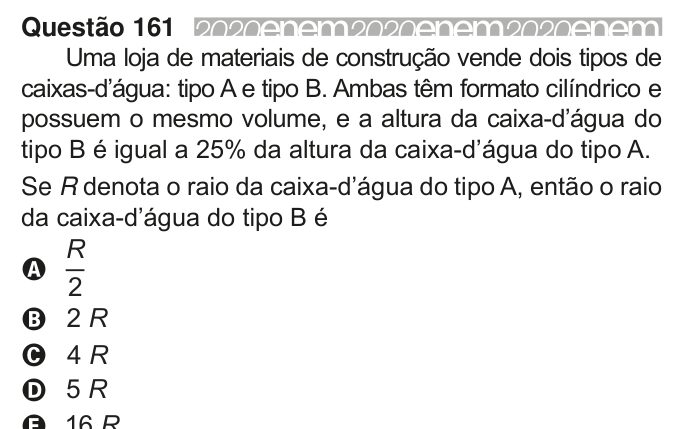 Questão 161 2020enem2020enem2020enem
Uma loja de materiais de construção vende dois tipos de
caixas-d'água: tipo A e tipo B. Ambas têm formato cilíndrico e
possuem o mesmo volume, e a altura da caixa-d'água do
tipo B é igual a 25% da altura da caixa-d'água do tipo A.
Se R denota o raio da caixa-d'água do tipo A, então o raio
da caixa-d'água do tipo B é
A R/2
B 2 R
C 4 R
D 5 R
E 16 R